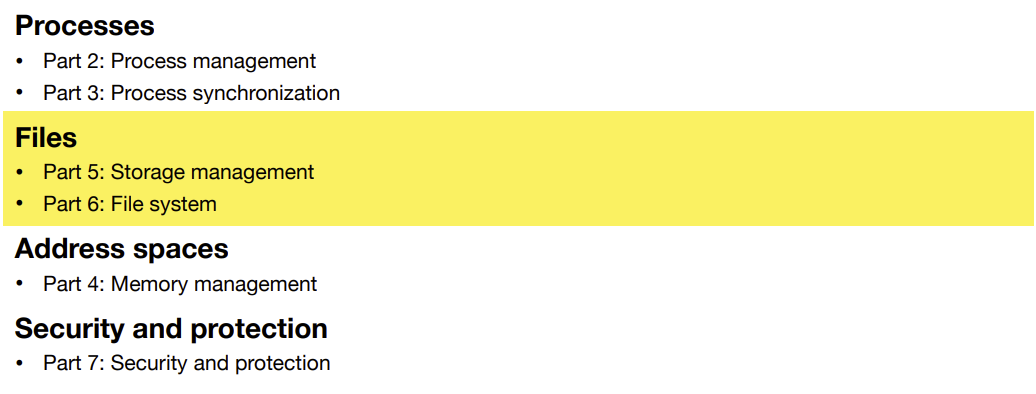 Processes
• Part 2: Process management
• Part 3: Process synchronization
Files
• Part 5: Storage management
• Part 6: File system
Address spaces
• Part 4: Memory management
Security and protection
• Part 7: Security and protection